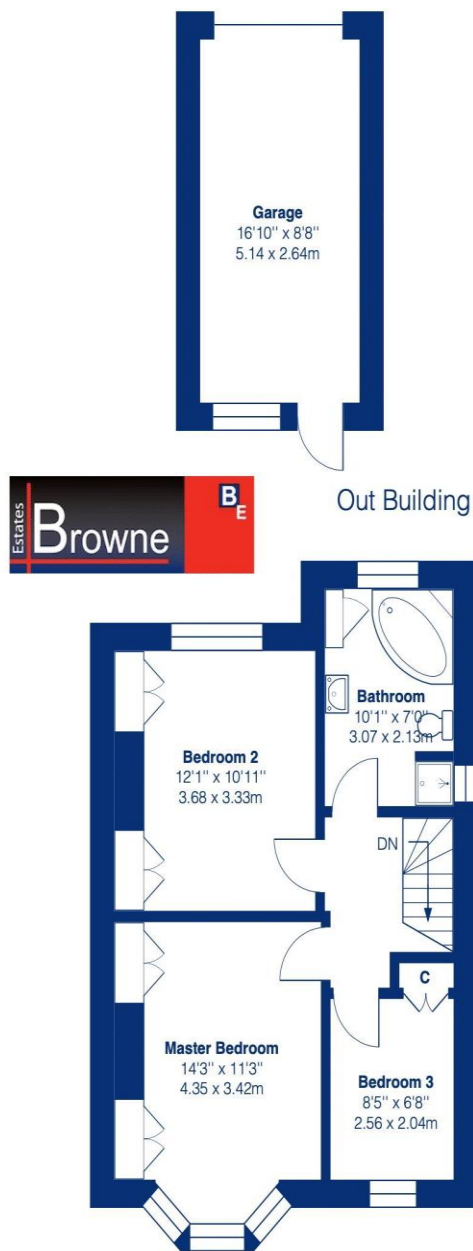 Garage
16'10'' x 8'8''
5.14 x 2.64m
Estates
Browne
B
E
Out Building
Bathroom
10'1'' x 7'0''
3.07 x 2.13m
Bedroom 2
12'1'' x 10'11''
3.68 x 3.33m
DN
C
Master Bedroom
14'3'' x 11'3''
4.35 x 3.42m
Bedroom 3
8'5'' x 6'8''
2.56 x 2.04m